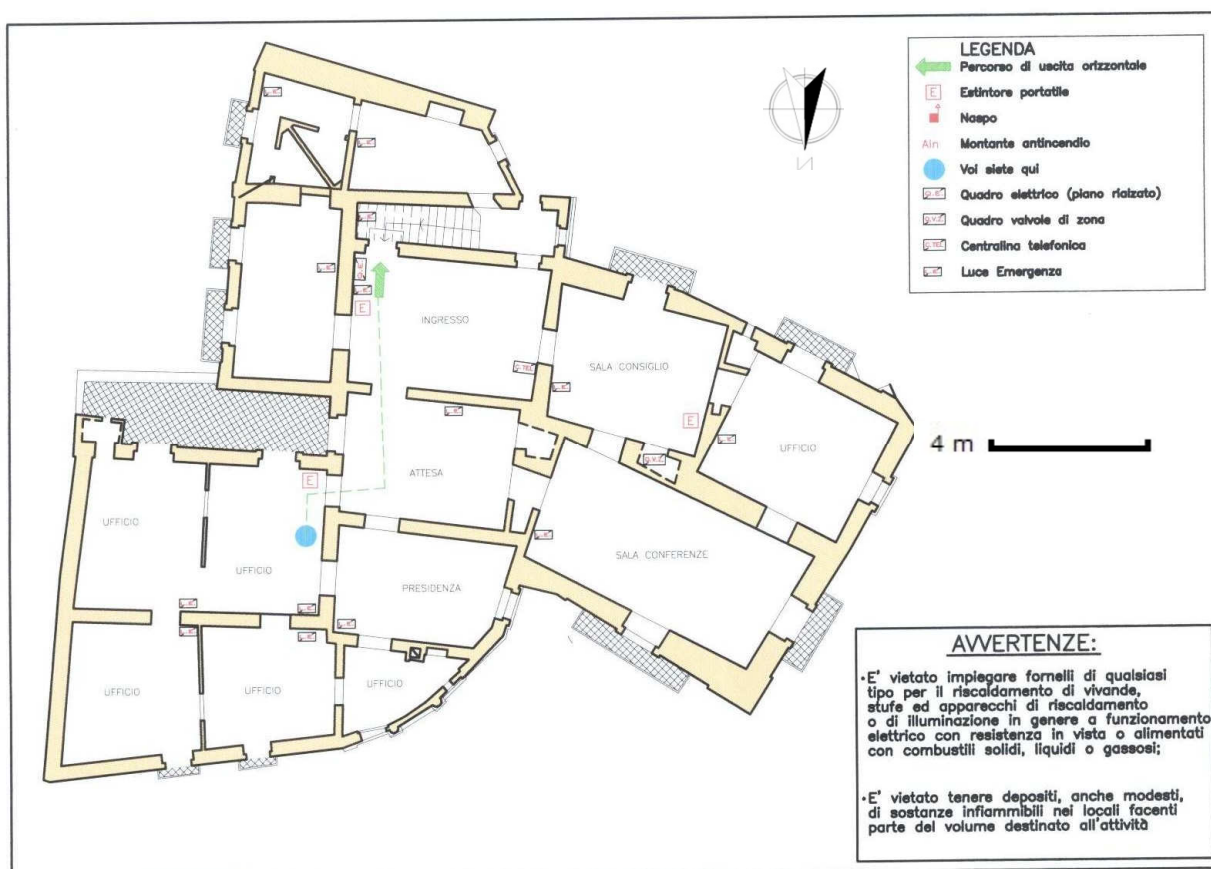 LEGENDA
Percorso di uscita orizzontale
E Estintore portatile
Naspo
AIn Montante antincendio
Voi siete qui
Q.E. Quadro elettrico (piano rialzato)
Q.V.Z. Quadro valvole di zona
C.TEL Centralina telefonica
L.E. Luce Emergenza
N
L.E.
L.E.
L.E.
L.E.
Q.E.
L.E.
E
INGRESSO
C.TEL
SALA CONSIGLIO
L.E.
L.E.
E
L.E.
UFFICIO
4 m
Q.V.Z.
ATTESA
E
UFFICIO
UFFICIO
L.E.
SALA CONFERENZE
PRESIDENZA
L.E.
L.E.
L.E.
L.E.
L.E.
UFFICIO
UFFICIO
UFFICIO
AVVERTENZE:
•E' vietato impiegare fornelli di qualsiasi
tipo per il riscaldamento di vivande,
stufe ed apparecchi di riscaldamento
o di illuminazione in genere a funzionamento
elettrico con resistenza in vista o alimentati
con combustili solidi, liquidi o gassosi;
•E' vietato tenere depositi, anche modesti,
di sostanze infiammibili nei locali facenti
parte del volume destinato all'attività